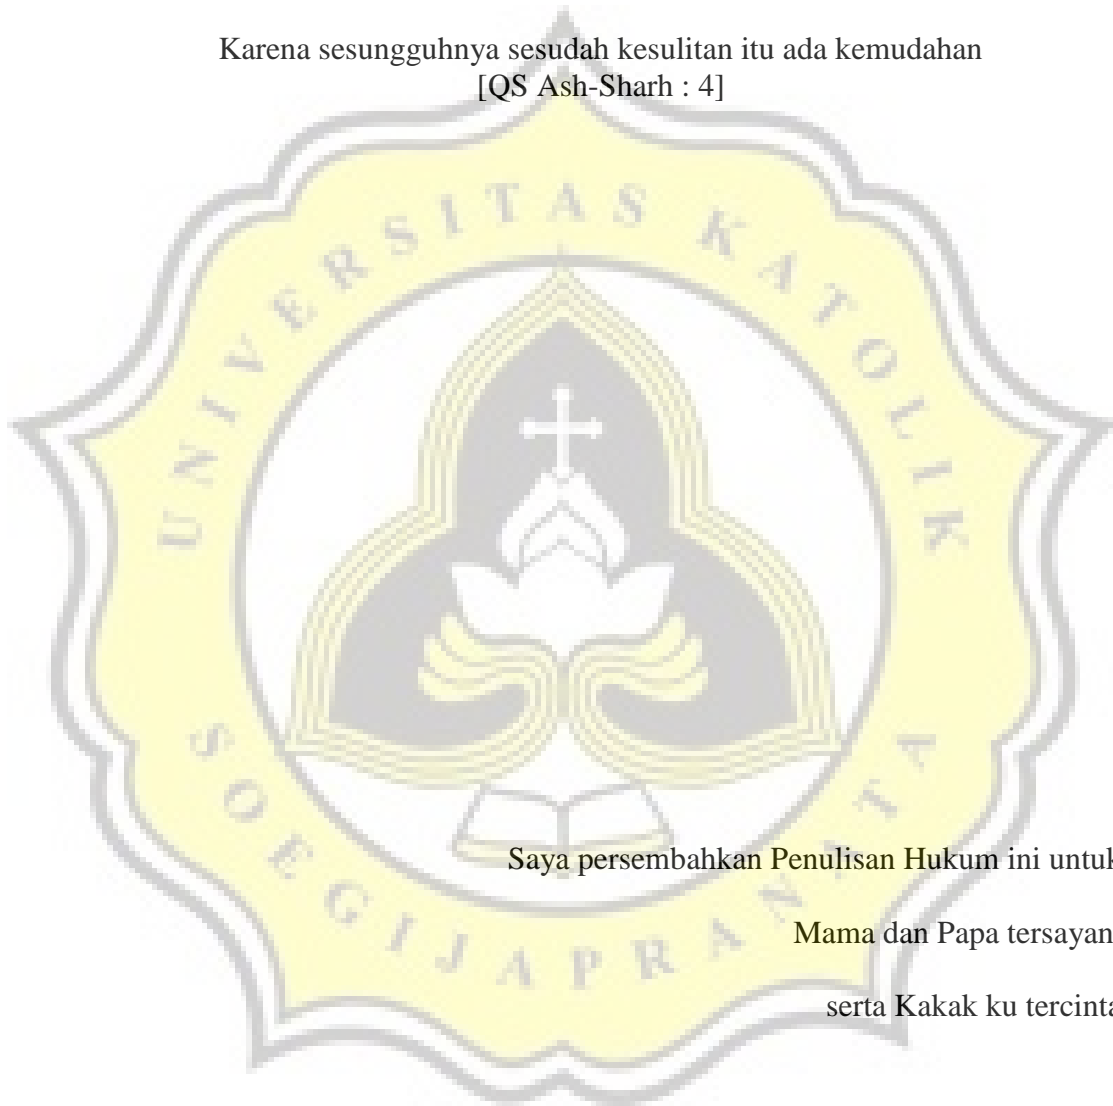 Karena sesungguhnya sesudah kesulitan itu ada kemudahan
[QS Ash-Sharh : 4]
UNIVERSITAS KATOLIK
SOEGIJAPRANATA
Saya persembahkan Penulisan Hukum ini untuk
Mama dan Papa tersayan
serta Kakak ku tercinta